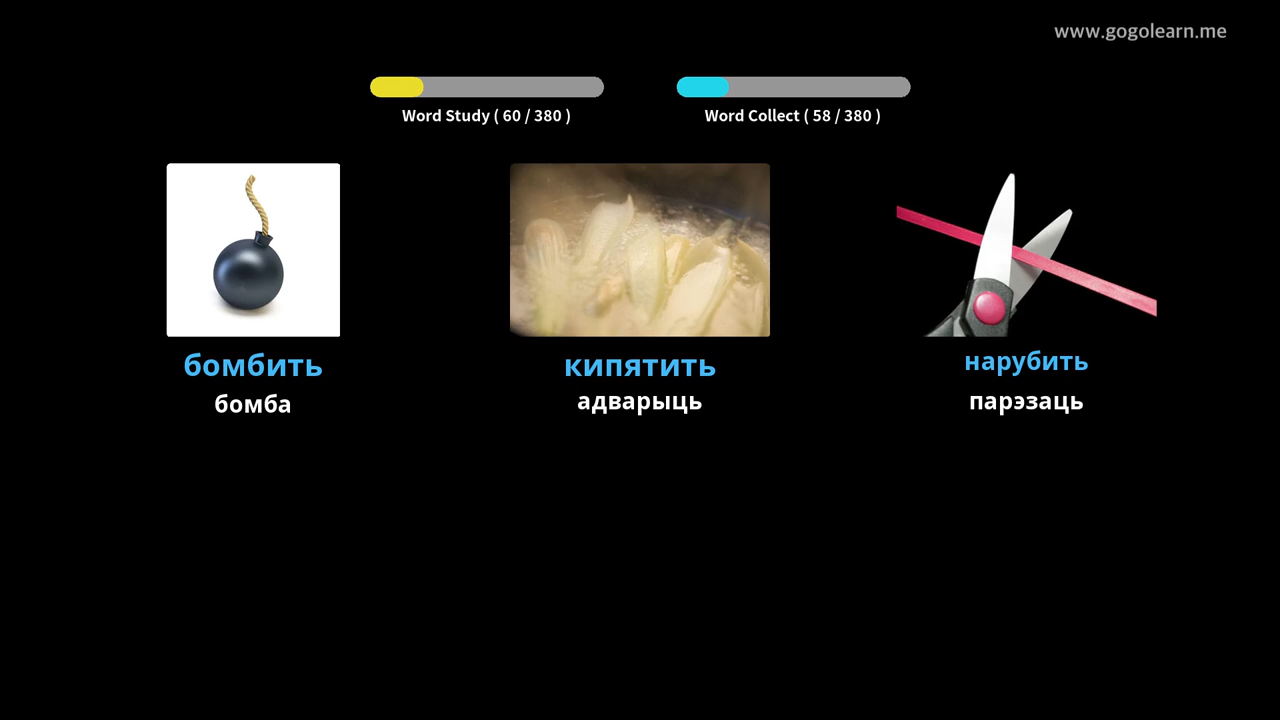 www.gogolearn.me
Word Study ( 60 / 380 )
Word Collect ( 58 / 380 )
бомбить
бомба
кипятить
адварыць
нарубить
парэзаць